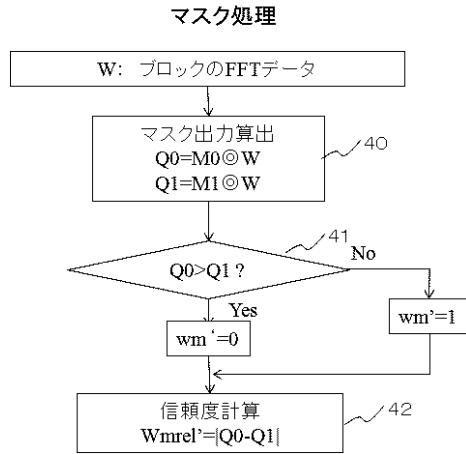 マスク処理
W: ブロックのFFTデータ
マスク出力算出
Q0=M0◎W
Q1=M1◎W
40
41
Q0>Q1?
No
Yes
wm‘=0
wm’=1
信頼度計算
Wmrel’=|Q0-Q1|
42